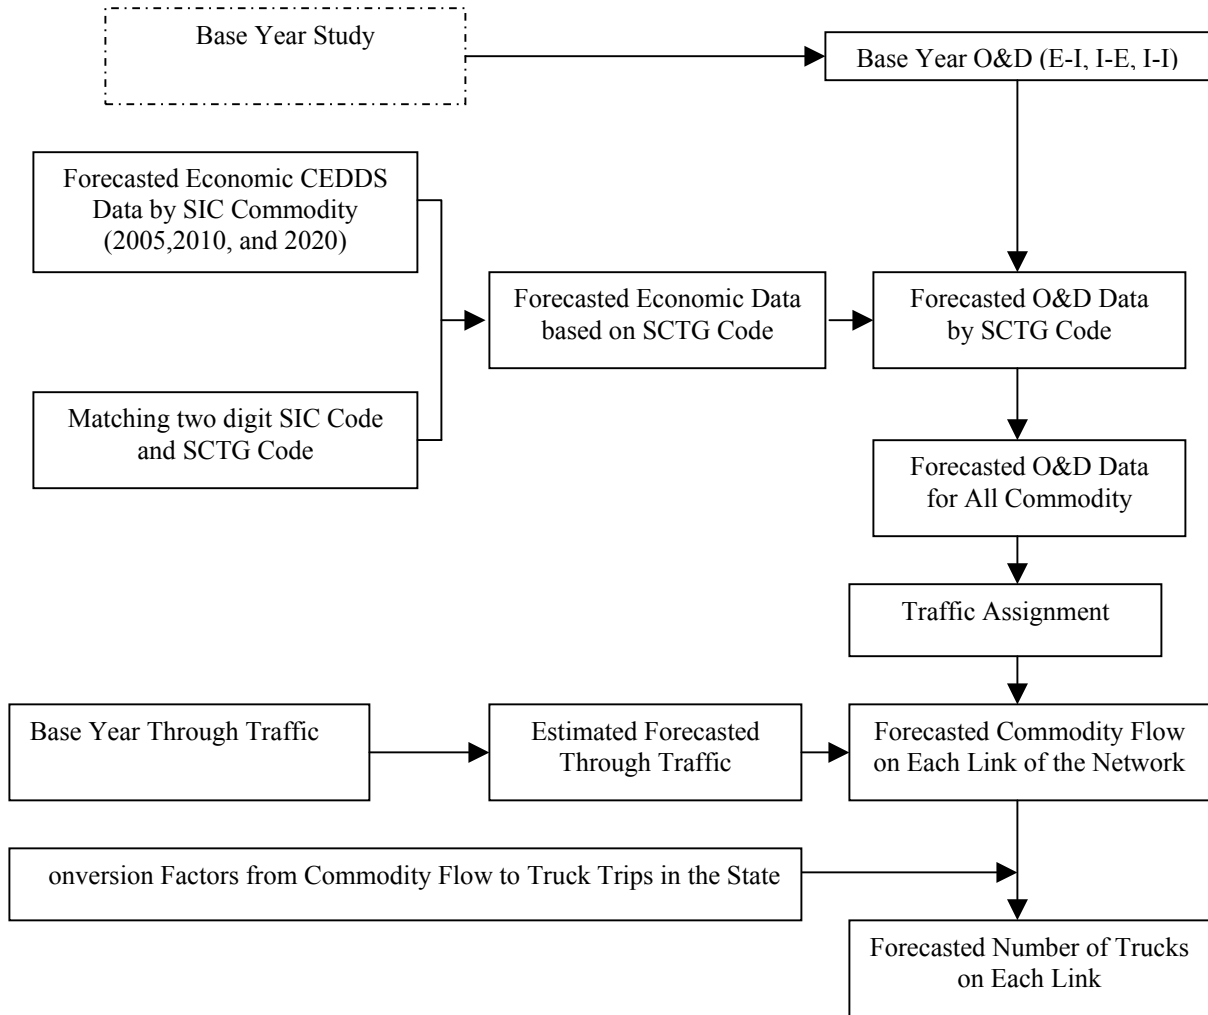 Base Year Study
Base Year O&D (E-I, I-E, I-I)
Forecasted Economic CEDDS
Data by SIC Commodity
(2005,2010, and 2020)
Forecasted Economic Data
based on SCTG Code
Forecasted O&D Data
by SCTG Code
Matching two digit SIC Code
and SCTG Code
Forecasted O&D Data
for All Commodity
Traffic Assignment
Base Year Through Traffic
Estimated Forecasted
Through Traffic
Forecasted Commodity Flow
on Each Link of the Network
onversion Factors from Commodity Flow to Truck Trips in the State
Forecasted Number of Trucks
on Each Link